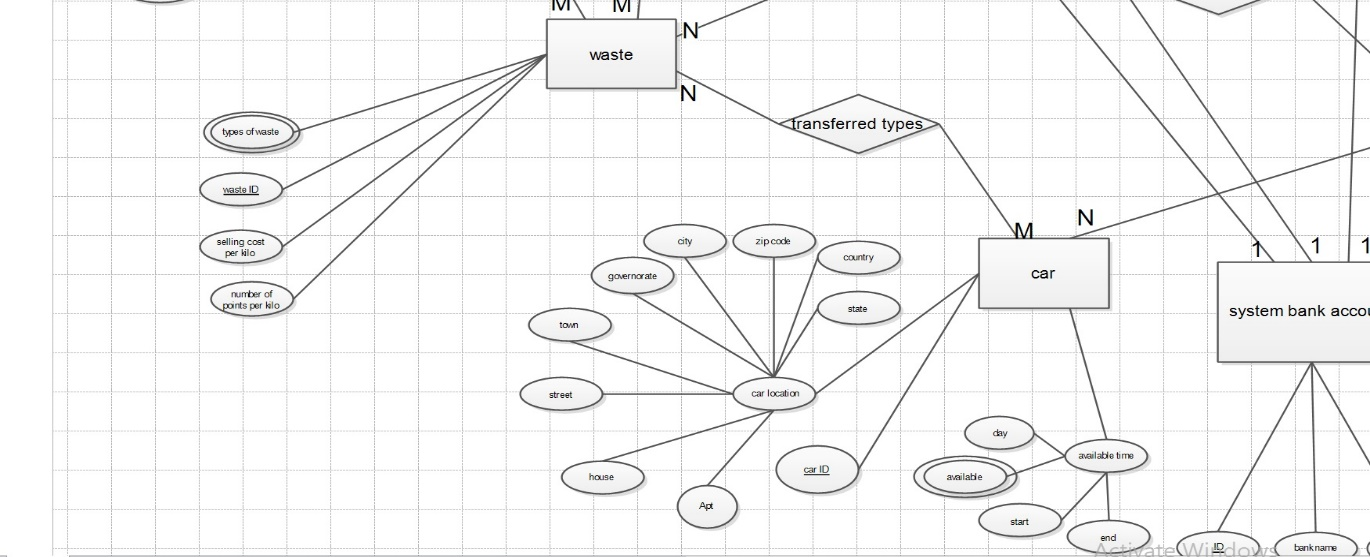 M
M
N
waste
N
transferred types
types of waste
waste ID
selling cost
per kilo
number of
points per kilo
city
zip code
country
governorate
state
town
street
car location
house
Apt
car ID
M
N
car
1
1
1
system bank accou
day
available time
available
start
end
ID
bank name
Activate Windows